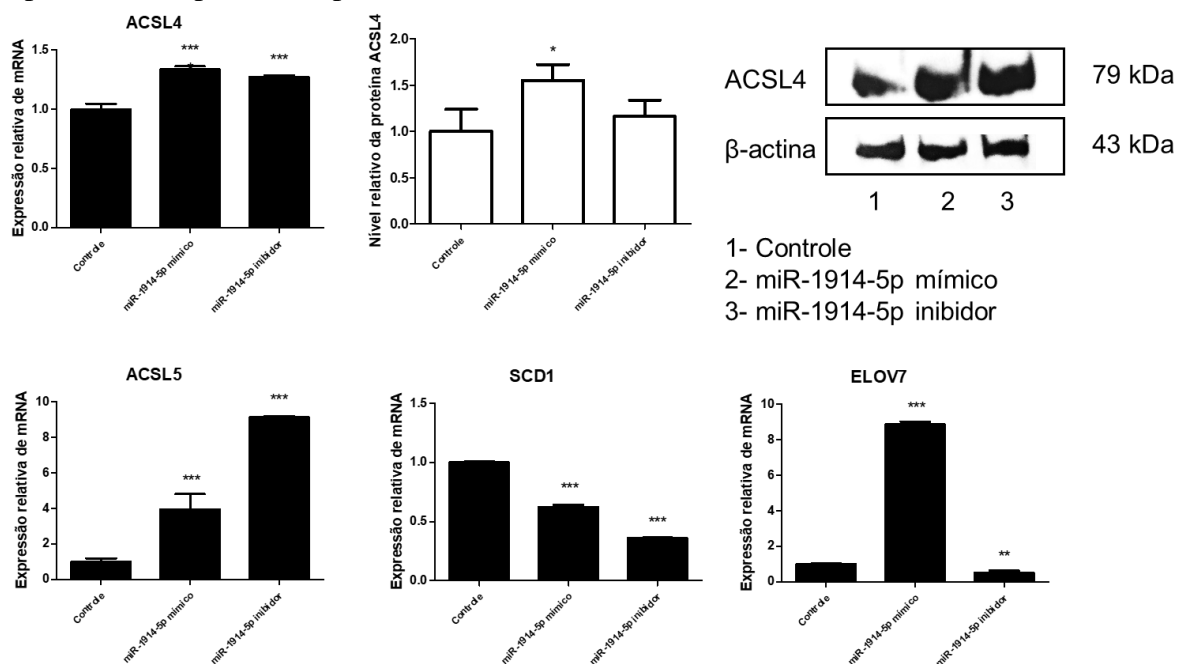 ACSL4
Expressão relativa de mRNA
1.5
1.0
0.5
0.0
***
***
Controle
miR-1914-5p mímico
miR-1914-5p inibidor
Nível relativo da proteína ACSL4
2.0
1.5
1.0
0.5
0.0
*
Controle
miR-1914-5p mímico
miR-1914-5p inibidor
ACSL4
79 kDa
β-actina
43 kDa
1 2 3
1- Controle
2- miR-1914-5p mímico
3- miR-1914-5p inibidor
ACSL5
Expressão relativa de mRNA
10
8
6
4
2
0
***
***
Controle
miR-1914-5p mímico
miR-1914-5p inibidor
SCD1
Expressão relativa de mRNA
1.5
1.0
0.5
0.0
***
***
Controle
miR-1914-5p mímico
miR-1914-5p inibidor
ELOV7
Expressão relativa de mRNA
10
8
6
4
2
0
***
**
Controle
miR-1914-5p mímico
miR-1914-5p inibidor